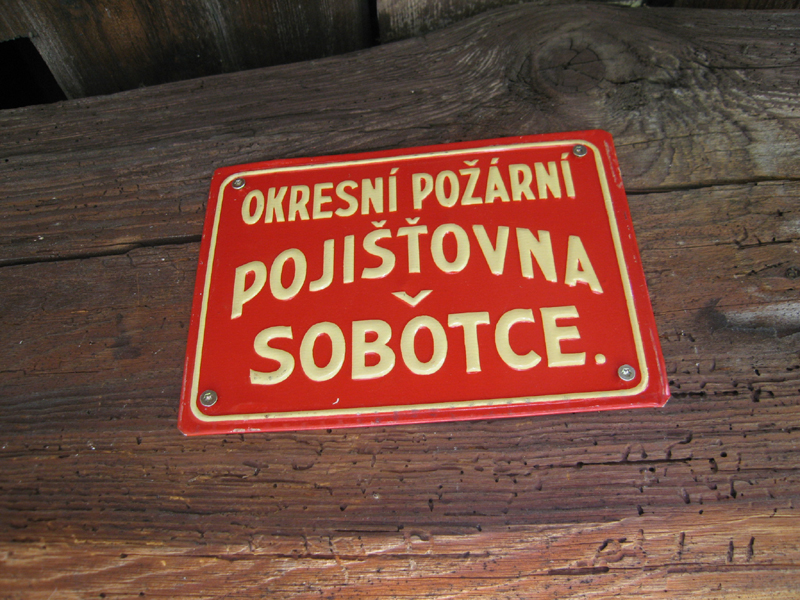 OKRESNÍ POŽÁRNÍ
POJIŠŤOVNA
V
SOBOTCE.